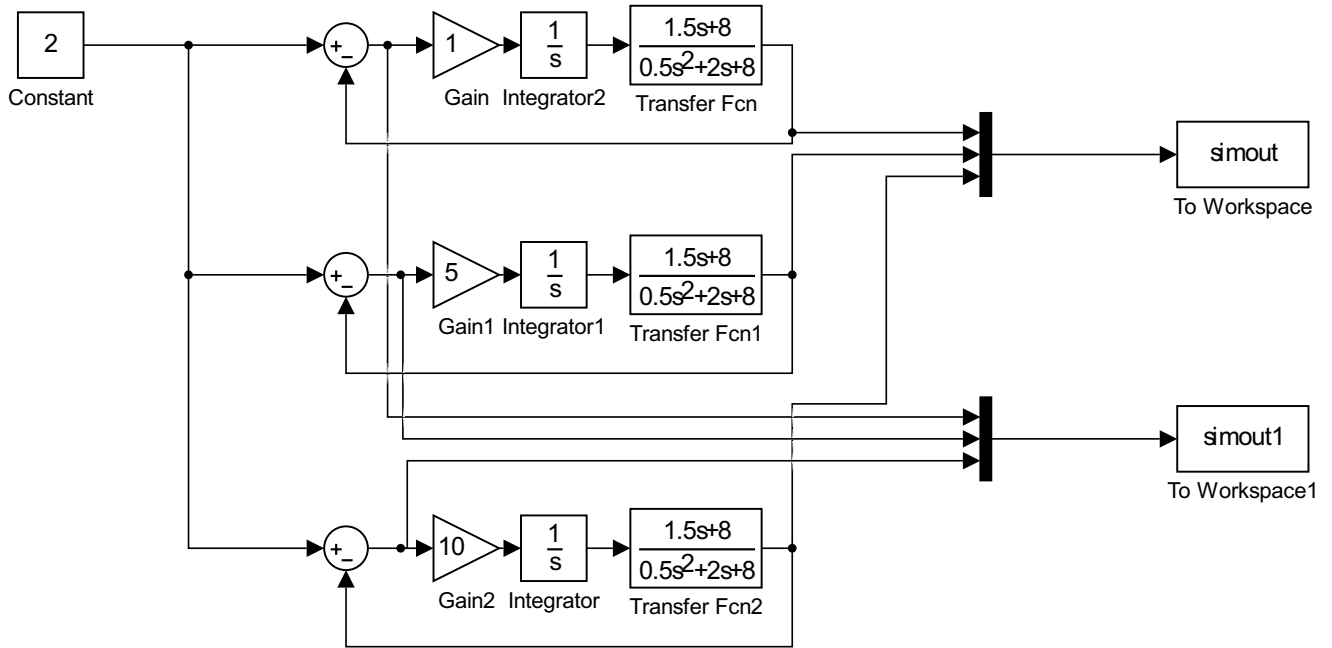 2
Constant
+
-
1
Gain
1
s
Integrator2
1.5s+8
0.5s2+2s+8
Transfer Fcn
simout
To Workspace
+
-
5
Gain1
1
s
Integrator1
1.5s+8
0.5s2+2s+8
Transfer Fcn1
simout1
To Workspace1
+
-
10
Gain2
1
s
Integrator
1.5s+8
0.5s2+2s+8
Transfer Fcn2